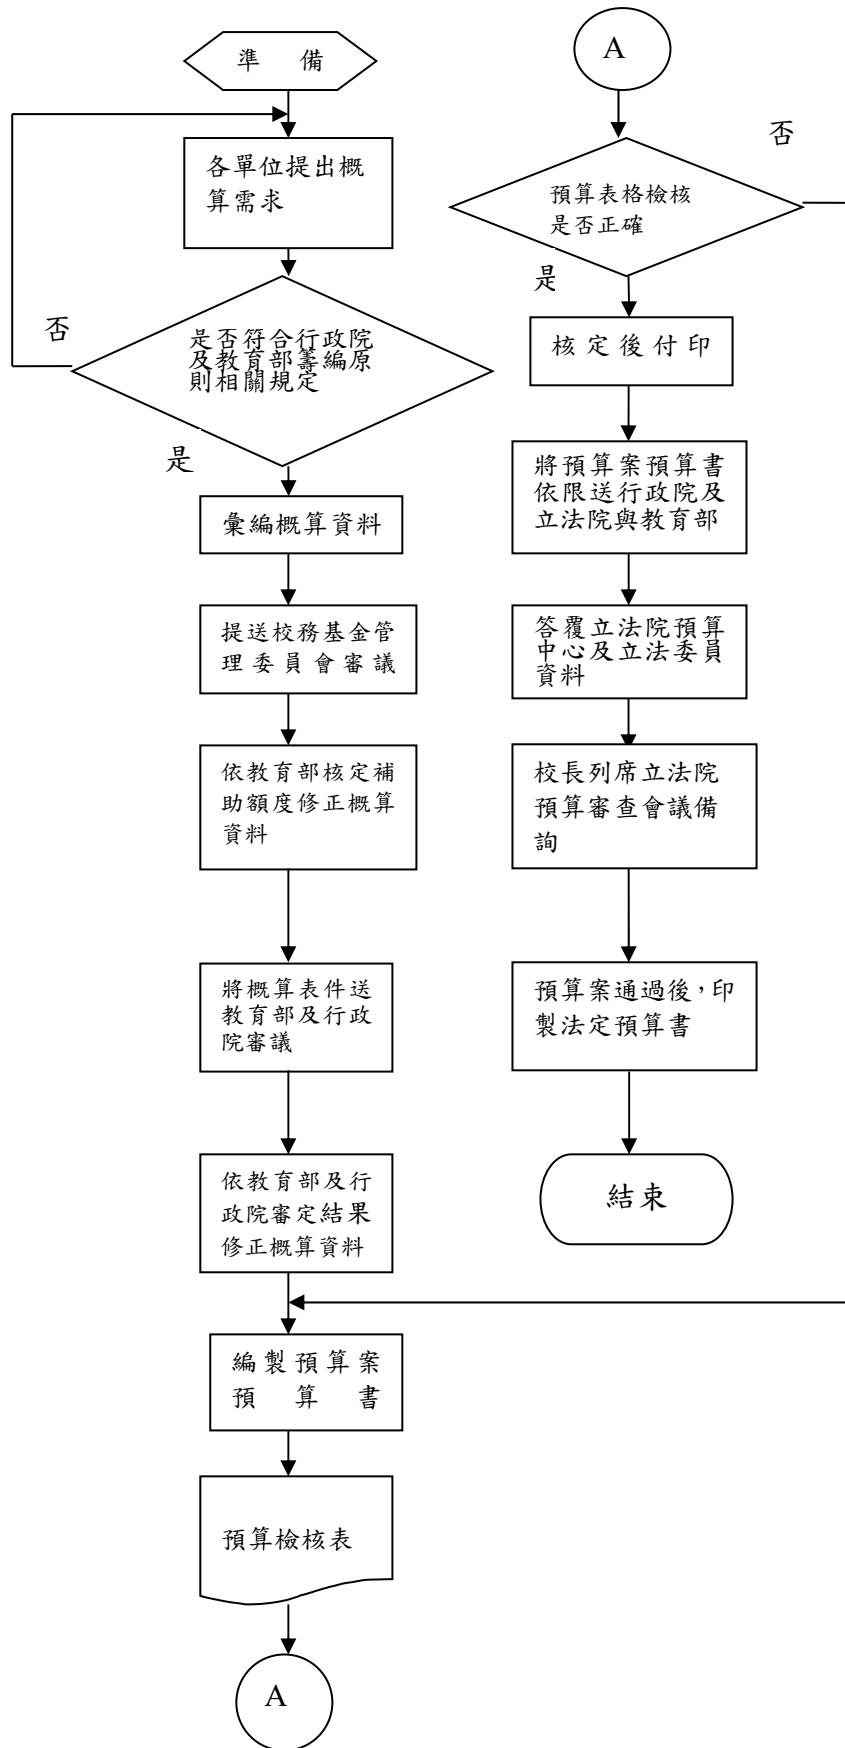 準 備
各單位提出概
算需求
否
是否符合行政院
及教育部籌編原
則相關規定
是
彙編概算資料
提送校務基金管
理委員會審議
依教育部核定補
助額度修正概算
資料
將概算表件送
教育部及行政
院審議
依教育部及行
政院審定結果
修正概算資料
編製預算案
預算書
預算檢核表
A
A
否
預算表格檢核
是否正確
是
核定後付印
將預算案預算書
依限送行政院及
立法院與教育部
答覆立法院預算
中心及立法委員
資料
校長列席立法院
預算審查會議備
詢
預算案通過後，印
製法定預算書
結束